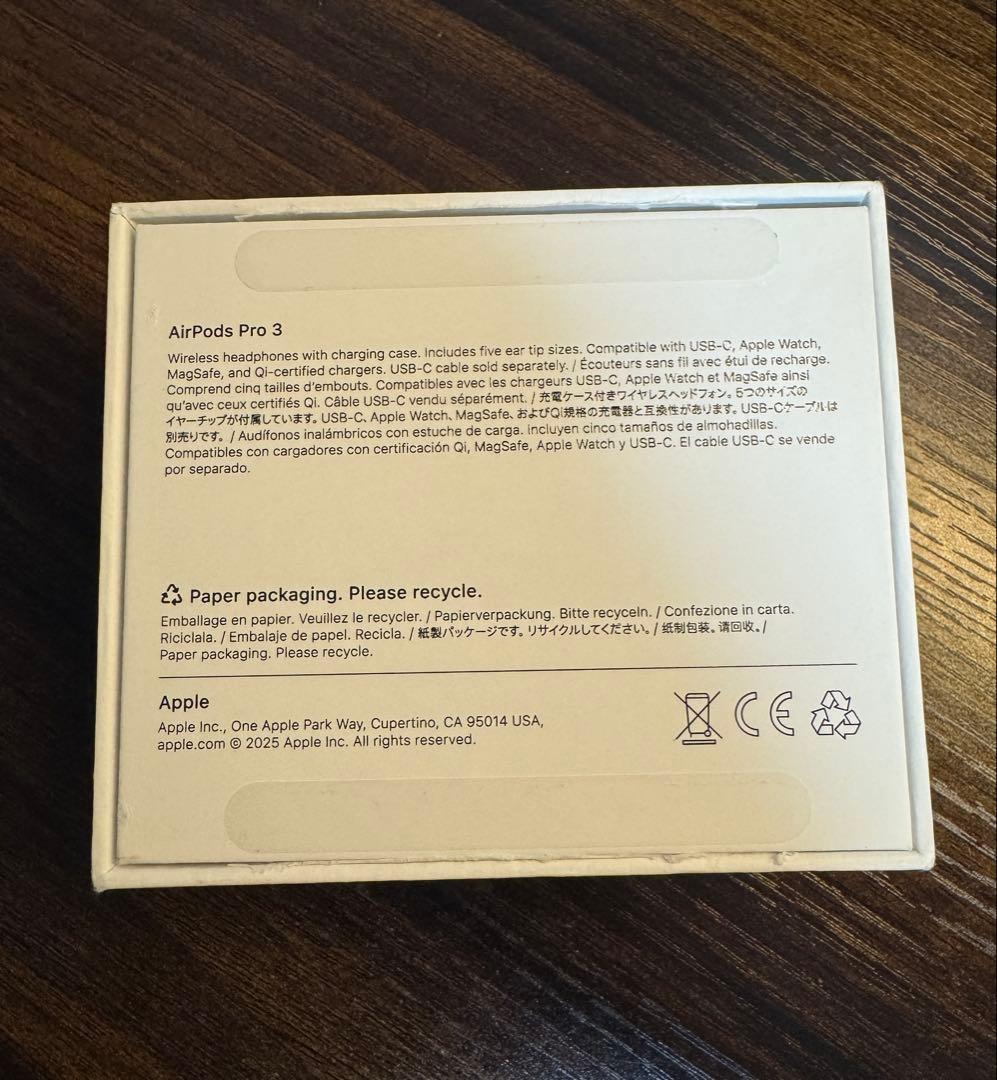 AirPods Pro 3
Wireless headphones with charging case. Includes five ear tip sizes. Compatible with USB-C, Apple Watch,
MagSafe, and Qi-certified chargers. USB-C cable sold separately. / Écouteurs sans fil avec étui de recharge.
Comprend cinq tailles d'embouts. Compatibles avec les chargeurs USB-C, Apple Watch et MagSafe ainsi
qu'avec ceux certifiés Qi. Câble USB-C vendu séparément. / 充電ケース付きワイヤレスヘッドフォン。5つのサイズのイ
ヤーチップが付属しています。USB-C、Apple Watch、MagSafe、およびQi規格の充電器と互換性があります。USB-Cケーブルは
別売りです。/ Audífonos inalámbricos con estuche de carga. Incluyen cinco tamaños de almohadillas.
Compatibles con cargadores con certificación Qi, MagSafe, Apple Watch y USB-C. El cable USB-C se vende
por separado.
Paper packaging. Please recycle.
Emballage en papier. Veuillez le recycler. / Papierverpackung. Bitte recyceln. / Confezione in carta.
Riciclala. / Embalaje de papel. Recicla. / 紙製パッケージです。リサイクルしてください。/ 纸制包装。请回收。/
Paper packaging. Please recycle.
Apple
Apple Inc., One Apple Park Way, Cupertino, CA 95014 USA,
apple.com © 2025 Apple Inc. All rights reserved.
CE